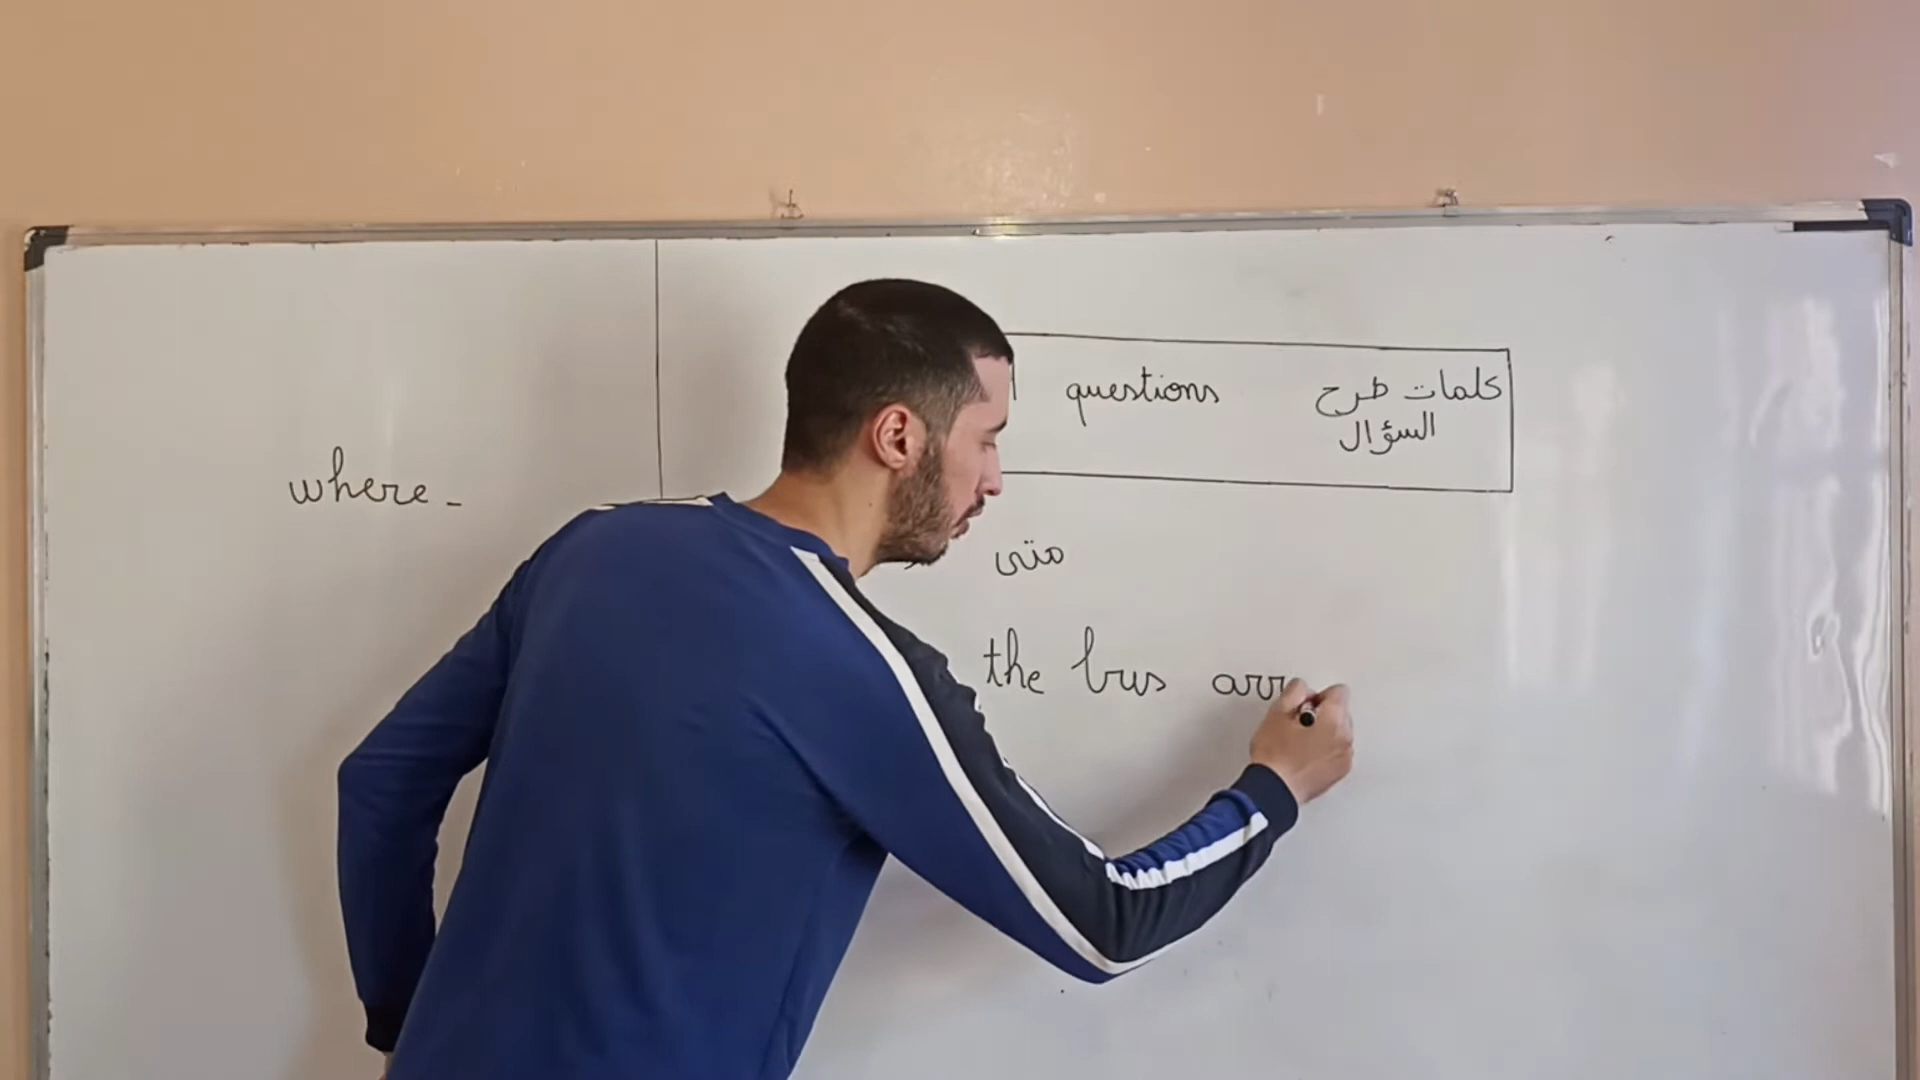 where -
questions
كلمات طرح
السؤال
متى
the bus arr